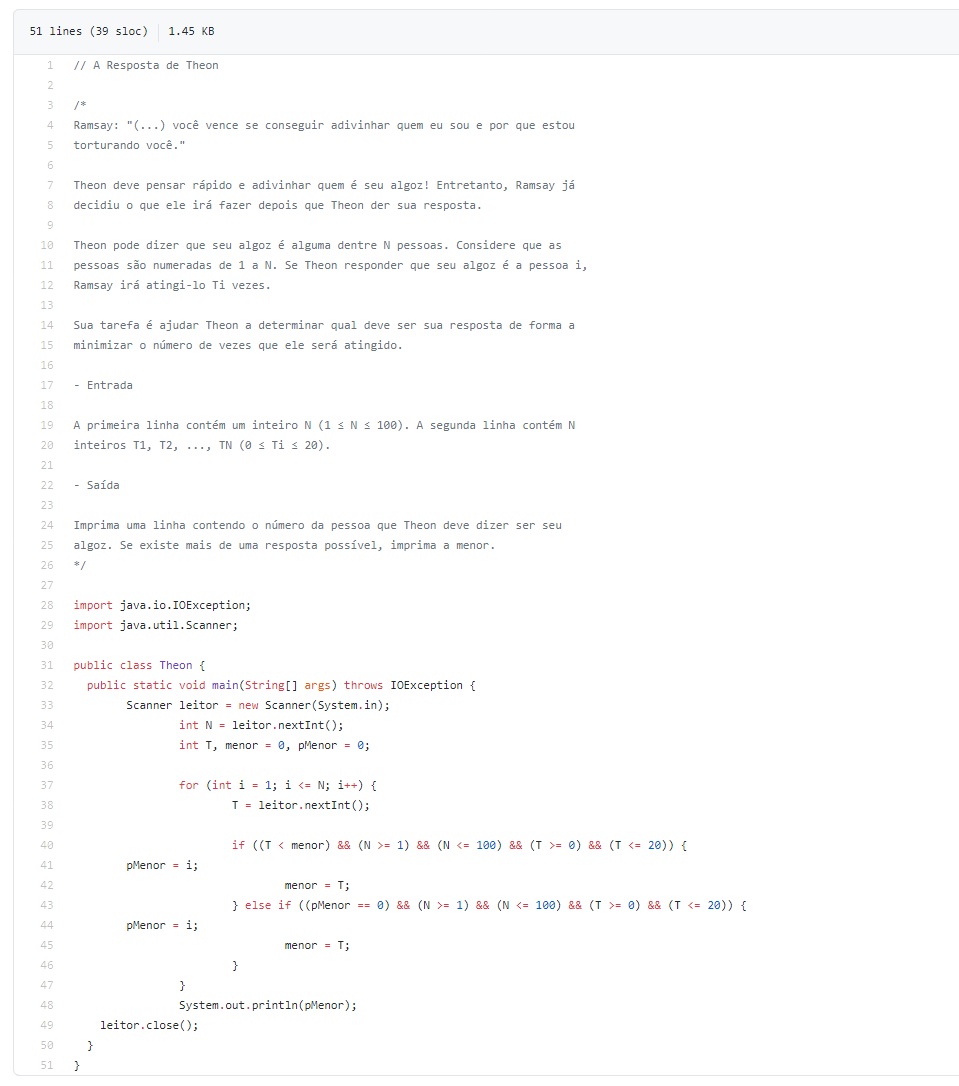 51 lines (39 sloc) 1.45 KB
1 // A Resposta de Theon
2
3 /*
4 Ramsay: "(...) você vence se conseguir adivinhar quem eu sou e por que estou
5 torturando você."
6
7 Theon deve pensar rápido e adivinhar quem é seu algoz! Entretanto, Ramsay já
8 decidiu o que ele irá fazer depois que Theon der sua resposta.
9
10 Theon pode dizer que seu algoz é alguma dentre N pessoas. Considere que as
11 pessoas são numeradas de 1 a N. Se Theon responder que seu algoz é a pessoa i,
12 Ramsay irá atingi-lo Ti vezes.
13
14 Sua tarefa é ajudar Theon a determinar qual deve ser sua resposta de forma a
15 minimizar o número de vezes que ele será atingido.
16
17 - Entrada
18
19 A primeira linha contém um inteiro N (1 ≤ N ≤ 100). A segunda linha contém N
20 inteiros T1, T2, ..., TN (0 ≤ Ti ≤ 20).
21
22 - Saída
23
24 Imprima uma linha contendo o número da pessoa que Theon deve dizer ser seu
25 algoz. Se existe mais de uma resposta possível, imprima a menor.
26 */
27
28 import java.io.IOException;
29 import java.util.Scanner;
30
31 public class Theon {
32 public static void main(String[] args) throws IOException {
33 Scanner leitor = new Scanner(System.in);
34 int N = leitor.nextInt();
35 int T, menor = 0, pMenor = 0;
36
37 for (int i = 1; i <= N; i++) {
38 T = leitor.nextInt();
39
40 if ((T < menor) && (N >= 1) && (N <= 100) && (T >= 0) && (T <= 20)) {
41 pMenor = i;
42 menor = T;
43 } else if ((pMenor == 0) && (N >= 1) && (N <= 100) && (T >= 0) && (T <= 20)) {
44 pMenor = i;
45 menor = T;
46 }
47 }
48 System.out.println(pMenor);
49 leitor.close();
50 }
51 }